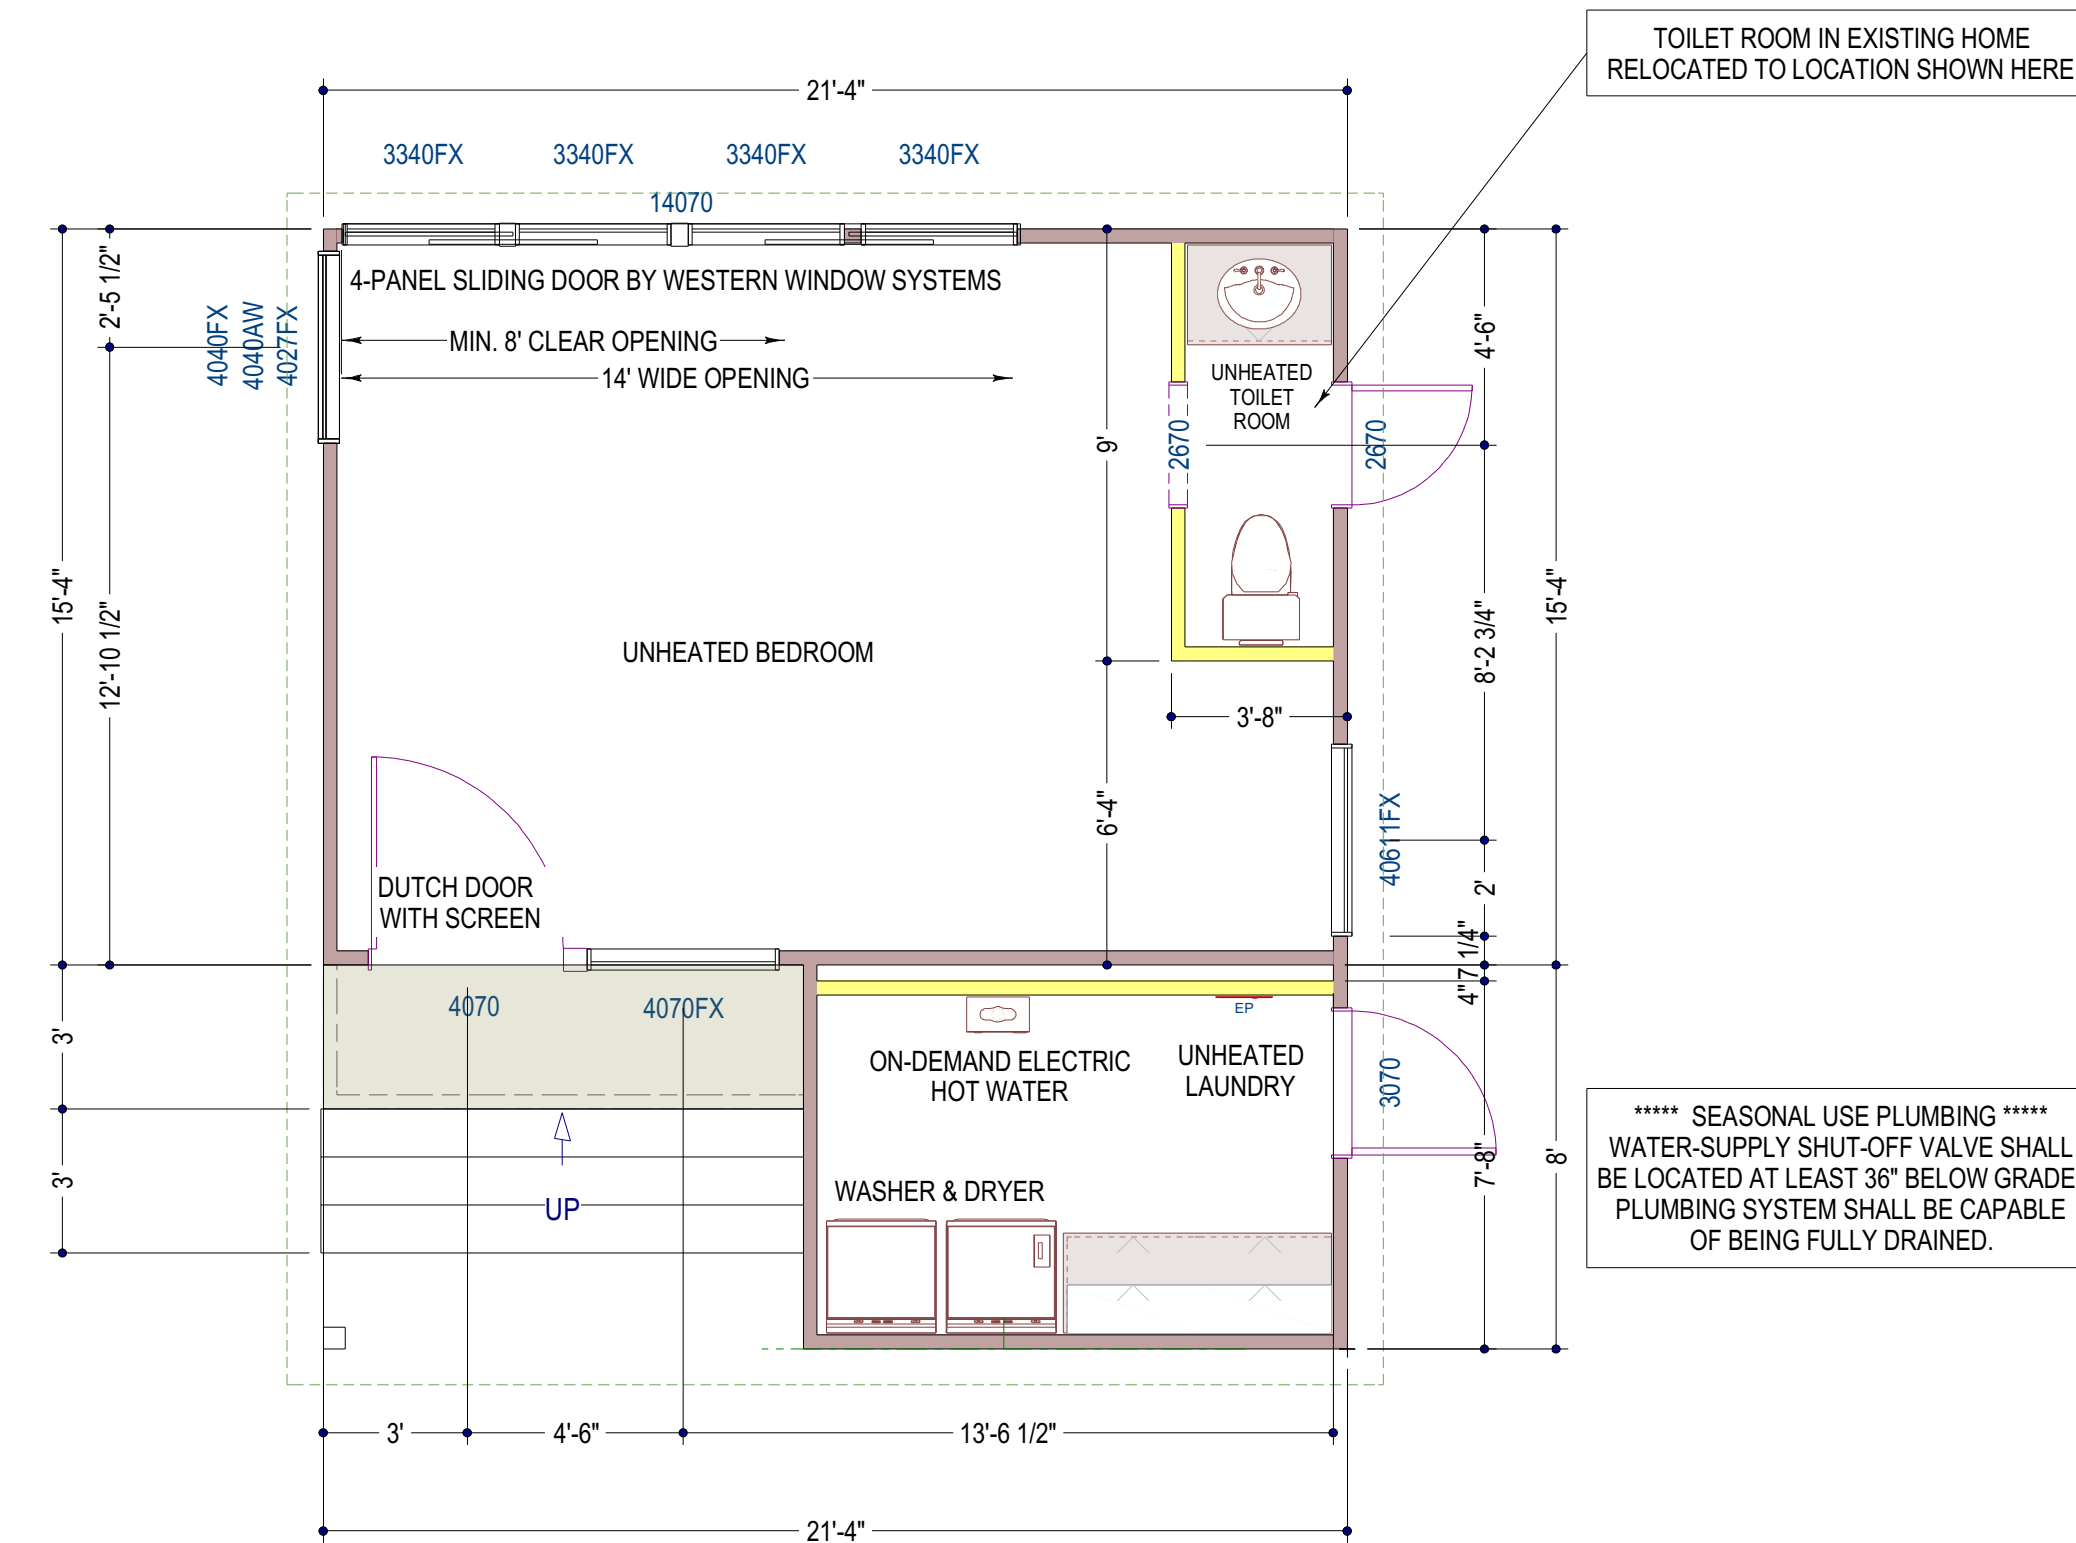 TOILET ROOM IN EXISTING HOME
RELOCATED TO LOCATION SHOWN HERE
21'-4"
3340FX 3340FX 3340FX 3340FX
14070
4-PANEL SLIDING DOOR BY WESTERN WINDOW SYSTEMS
MIN. 8' CLEAR OPENING
14' WIDE OPENING
2'-5 1/2"
4040FX
4040AW
4027FX
15'-4"
12'-10 1/2"
UNHEATED
TOILET
ROOM
2670
2670
4'-6"
9'
8'-2 3/4"
15'-4"
UNHEATED BEDROOM
3'-8"
6'-4"
40611FX
2'
7 1/4"
4"
DUTCH DOOR
WITH SCREEN
4070
4070FX
EP
ON-DEMAND ELECTRIC
HOT WATER
UNHEATED
LAUNDRY
3070
3'
3'
UP
WASHER & DRYER
7'-8"
8'
***** SEASONAL USE PLUMBING *****
WATER-SUPPLY SHUT-OFF VALVE SHALL
BE LOCATED AT LEAST 36" BELOW GRADE
PLUMBING SYSTEM SHALL BE CAPABLE
OF BEING FULLY DRAINED.
3'
4'-6"
13'-6 1/2"
21'-4"